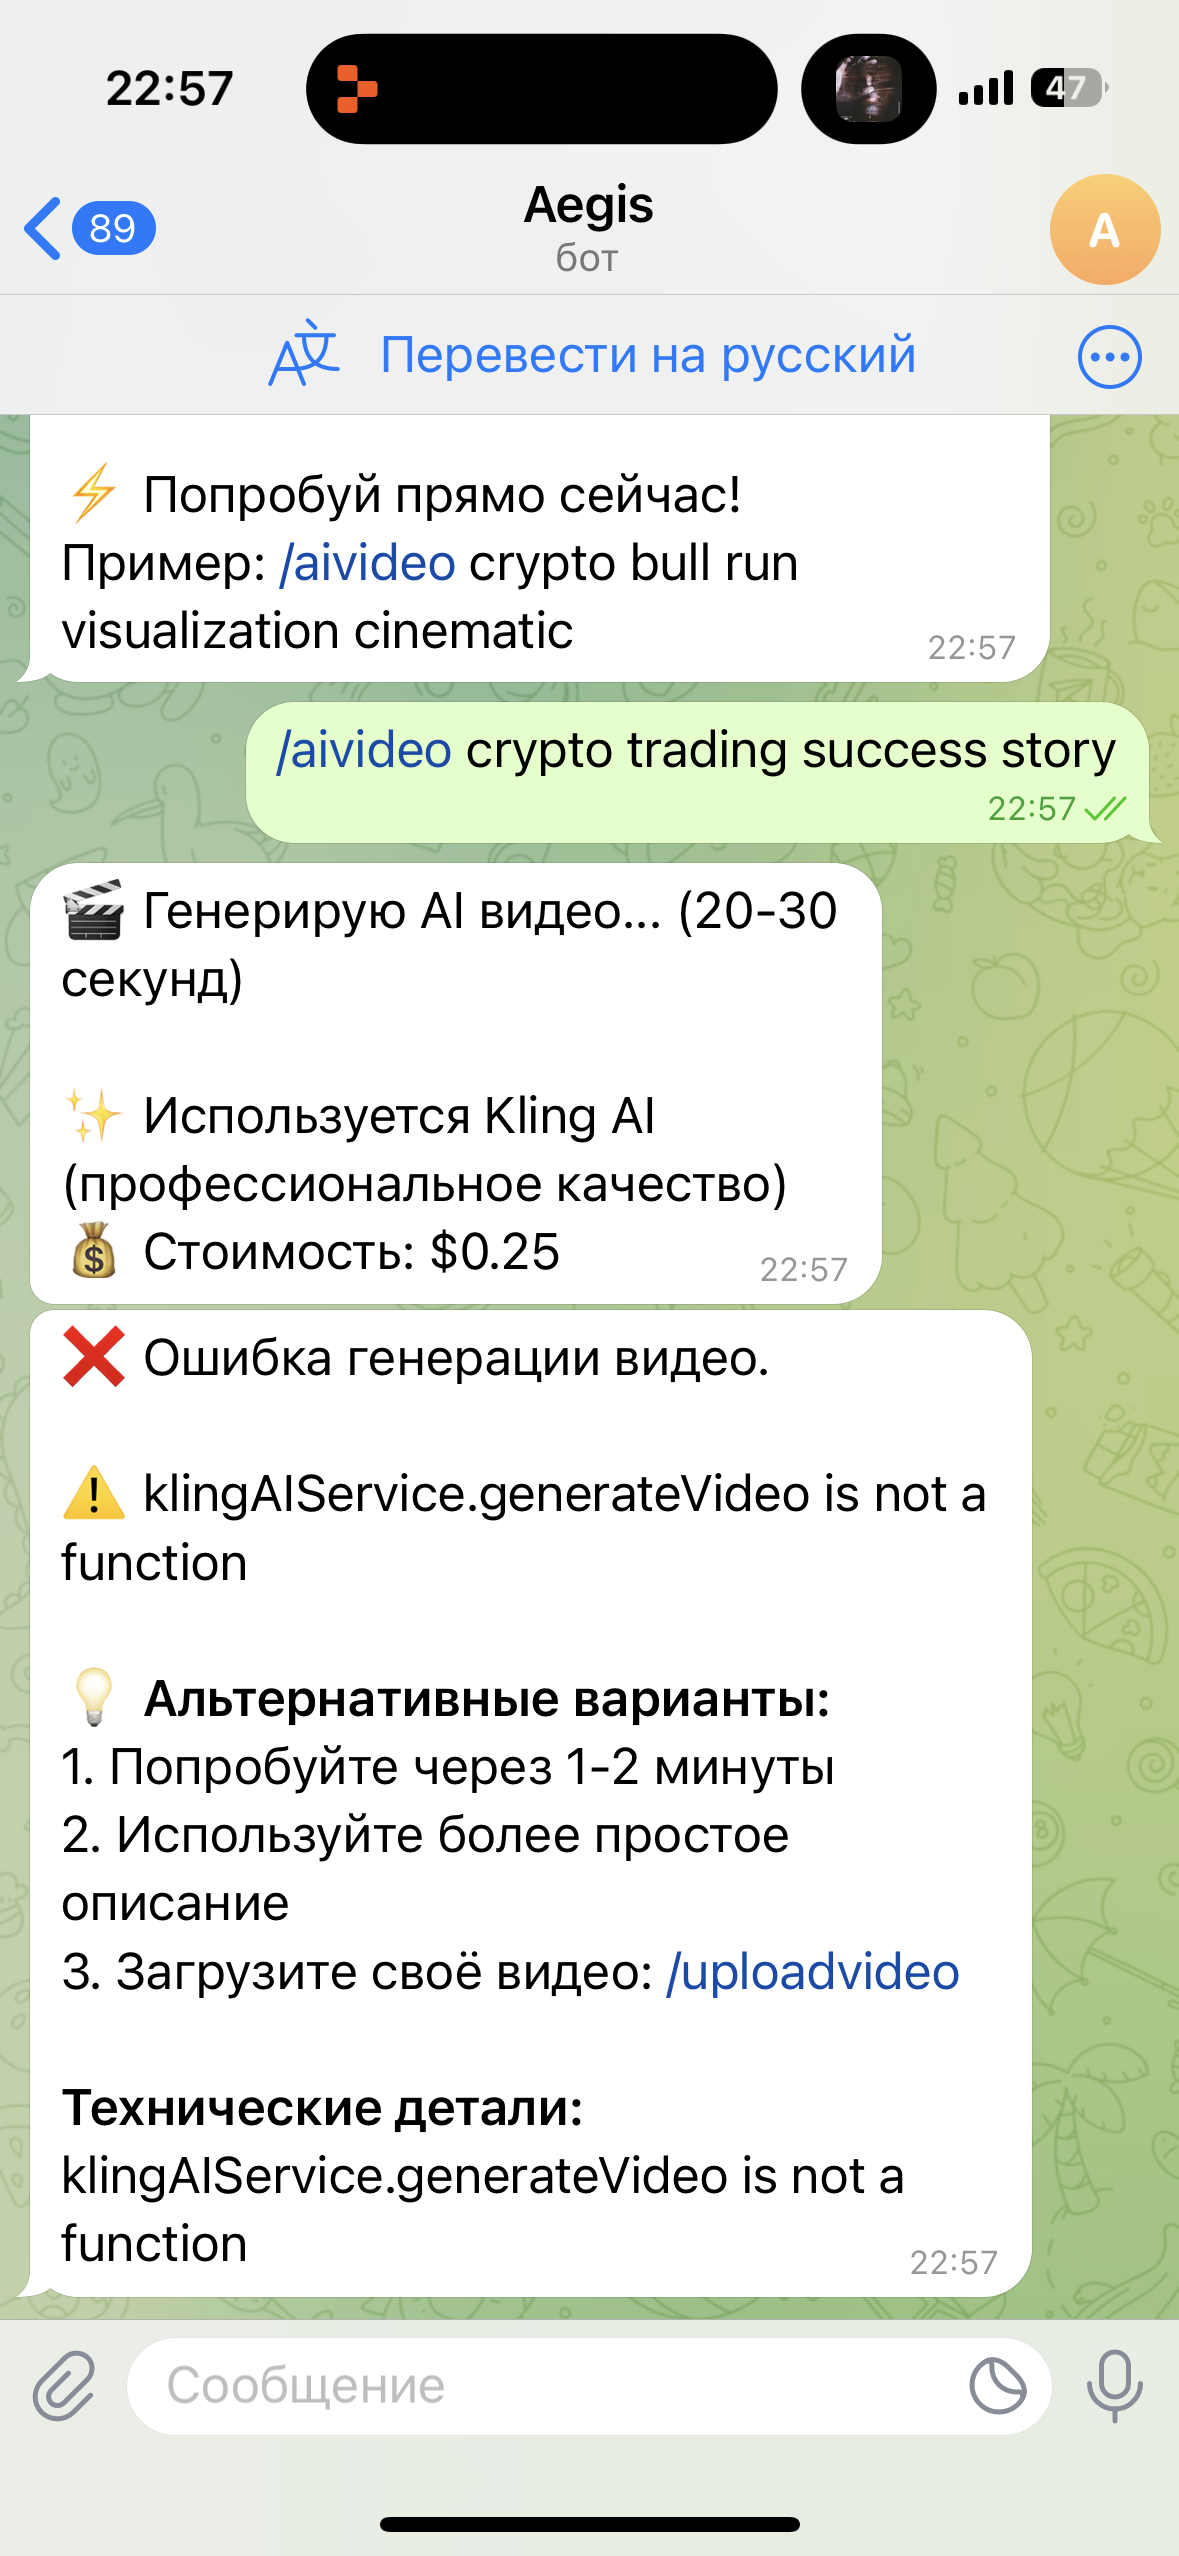 22:57
47
89
Aegis
бот
A
Перевести на русский
⚡ Попробуй прямо сейчас!
Пример: /aivideo crypto bull run
visualization cinematic
22:57
/aivideo crypto trading success story
22:57
🎬 Генерирую AI видео... (20-30
секунд)
✨ Используется Kling AI
(профессиональное качество)
💰 Стоимость: $0.25
22:57
❌ Ошибка генерации видео.
⚠️ klingAIService.generateVideo is not a
function
💡 Альтернативные варианты:
1. Попробуйте через 1-2 минуты
2. Используйте более простое
описание
3. Загрузите своё видео: /uploadvideo
Технические детали:
klingAIService.generateVideo is not a
function
22:57
Сообщение